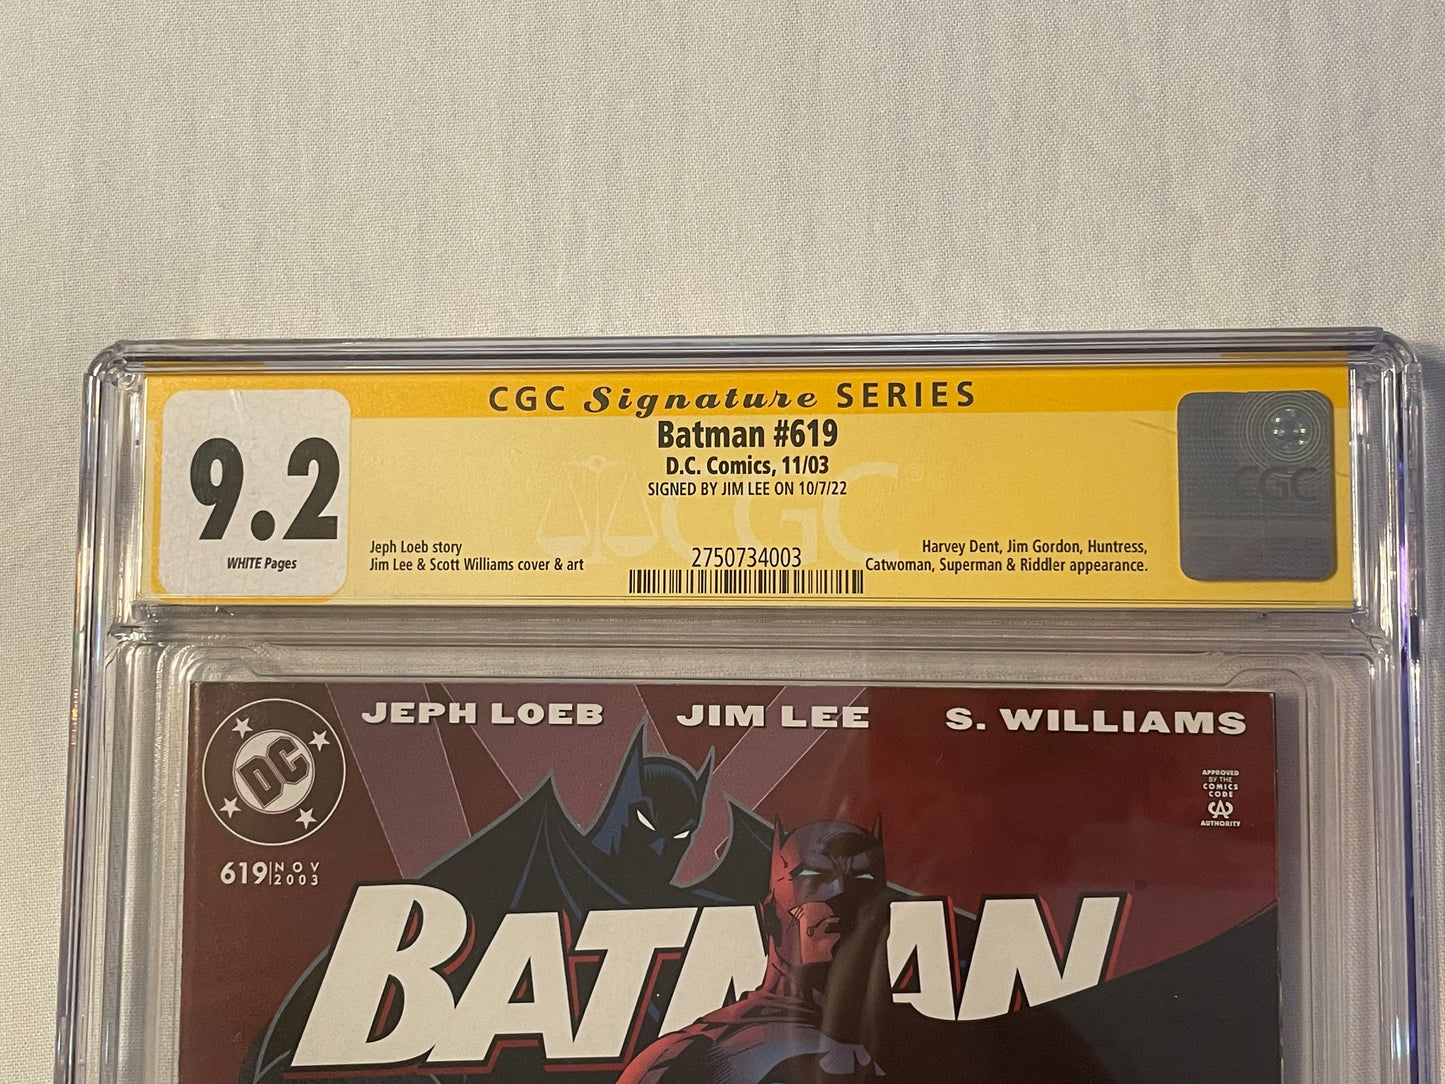 CGC Signature SERIES
Batman #619
D.C. Comics, 11/03
SIGNED BY JIM LEE ON 10/7/22
9.2
WHITE Pages
Jeph Loeb story
Jim Lee & Scott Williams cover & art
CGC
2750734003
Harvey Dent, Jim Gordon, Huntress,
Catwoman, Superman & Riddler appearance.
CGC
JEPH LOEB JIM LEE S. WILLIAMS
DC
619 NOV
2003
APPROVED
BY THE
COMICS
CODE
CA
AUTHORITY
BATMAN